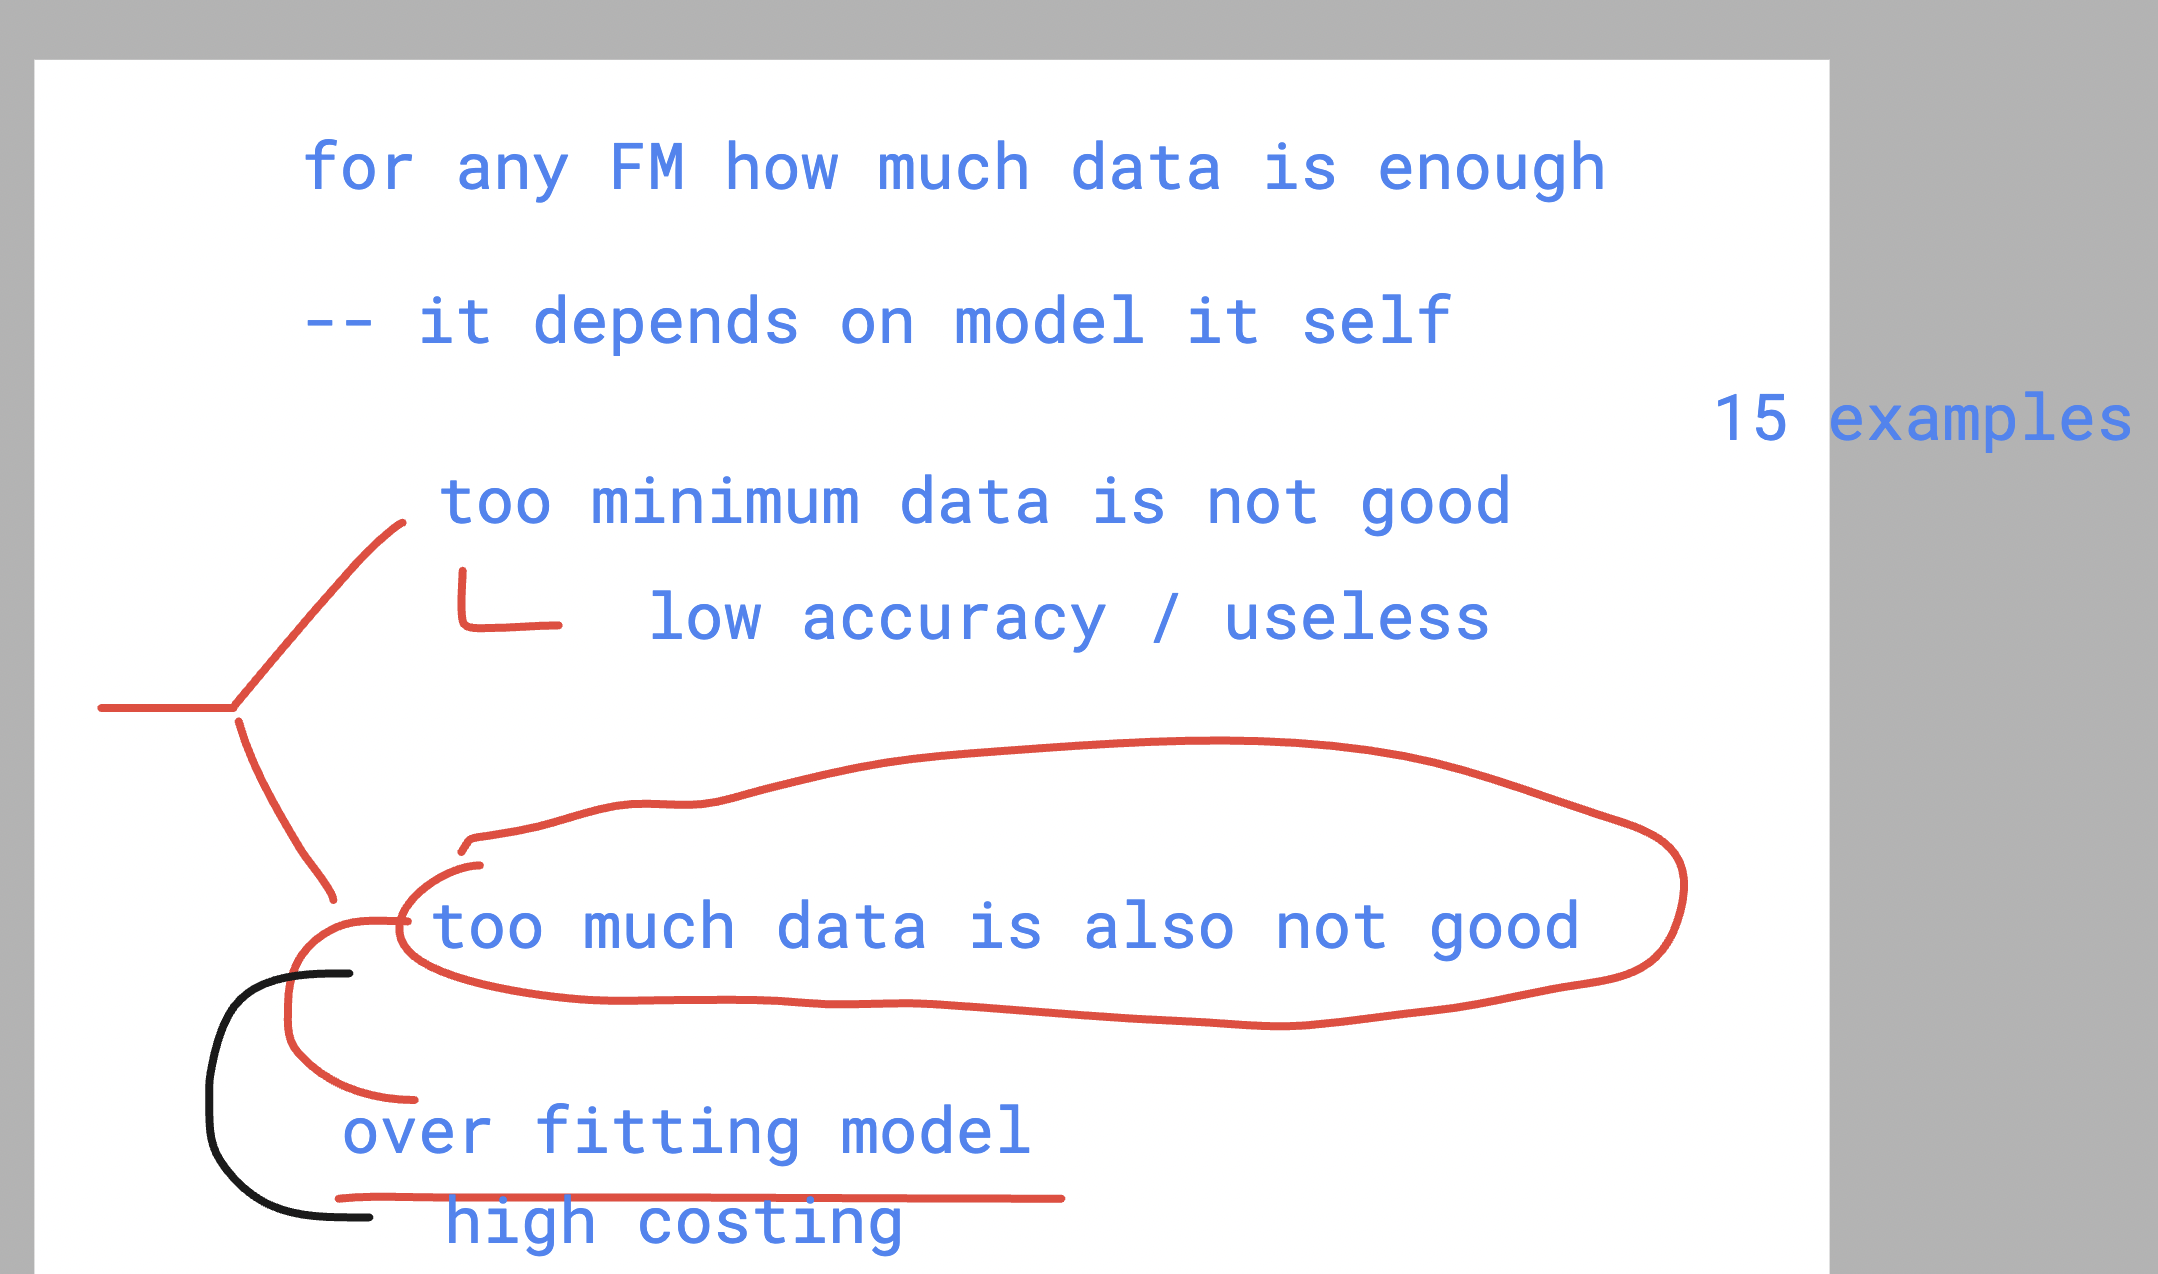 for any FM how much data is enough
-- it depends on model it self
15 examples
too minimum data is not good
low accuracy / useless
too much data is also not good
over fitting model
high costing